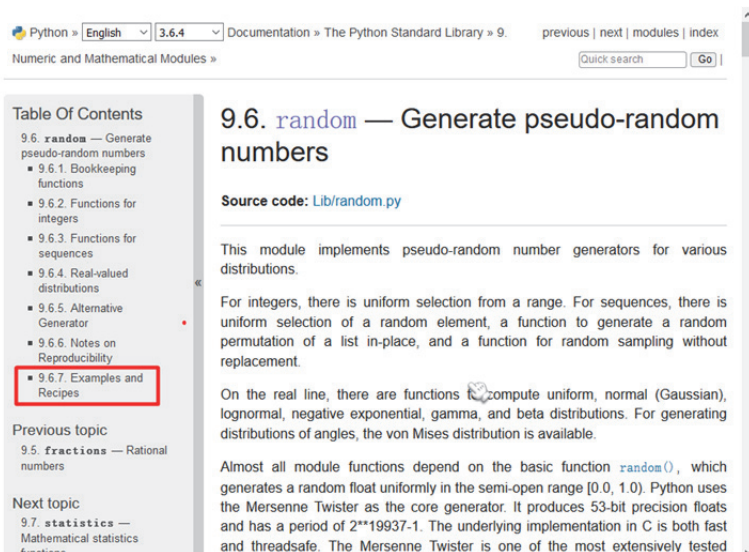 Python » English 3.6.4 Documentation » The Python Standard Library » 9. previous | next | modules | index
Numeric and Mathematical Modules » Quick search Go |
Table Of Contents
9.6. random — Generate
pseudo-random numbers
9.6.1. Bookkeeping
functions
9.6.2. Functions for
integers
9.6.3. Functions for
sequences
9.6.4. Real-valued
distributions
9.6.5. Alternative
Generator
9.6.6. Notes on
Reproducibility
9.6.7. Examples and
Recipes
Previous topic
9.5. fractions — Rational
numbers
Next topic
9.7. statistics —
Mathematical statistics
functions
«
9.6. random — Generate pseudo-random
numbers
Source code: Lib/random.py
This module implements pseudo-random number generators for various
distributions.
For integers, there is uniform selection from a range. For sequences, there is
uniform selection of a random element, a function to generate a random
permutation of a list in-place, and a function for random sampling without
replacement.
On the real line, there are functions to compute uniform, normal (Gaussian),
lognormal, negative exponential, gamma, and beta distributions. For generating
distributions of angles, the von Mises distribution is available.
Almost all module functions depend on the basic function random(), which
generates a random float uniformly in the semi-open range [0.0, 1.0). Python uses
the Mersenne Twister as the core generator. It produces 53-bit precision floats
and has a period of 2**19937-1. The underlying implementation in C is both fast
and threadsafe. The Mersenne Twister is one of the most extensively tested